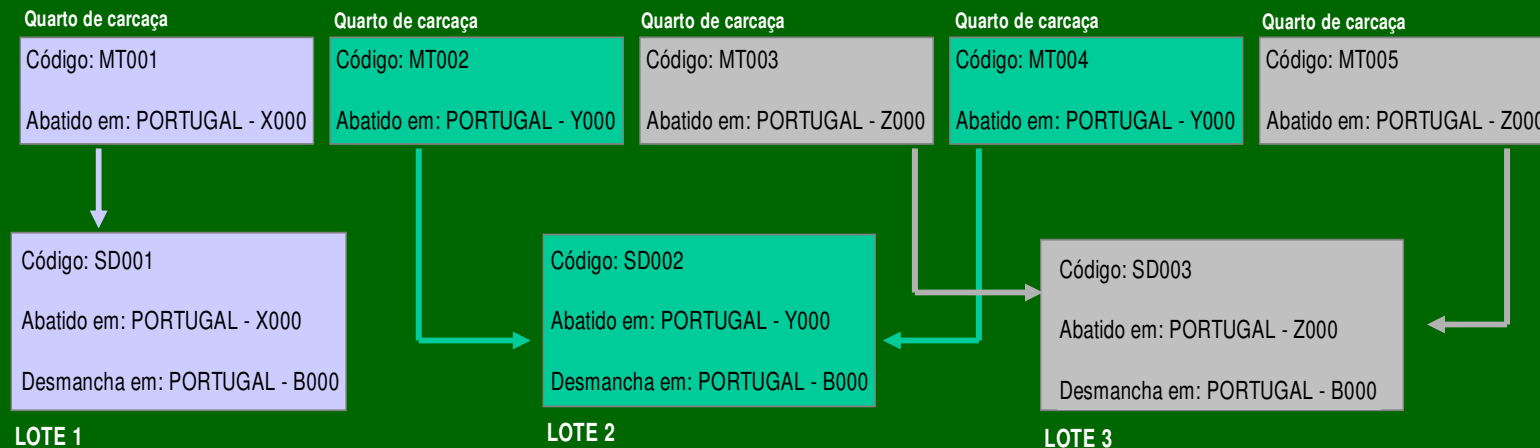 Quarto de carcaça
Código: MT001
Abatido em: PORTUGAL - X000
Quarto de carcaça
Código: MT002
Abatido em: PORTUGAL - Y000
Quarto de carcaça
Código: MT003
Abatido em: PORTUGAL - Z000
Quarto de carcaça
Código: MT004
Abatido em: PORTUGAL - Y000
Quarto de carcaça
Código: MT005
Abatido em: PORTUGAL - Z000
Código: SD001
Abatido em: PORTUGAL - X000
Desmancha em: PORTUGAL - B000
LOTE 1
Código: SD002
Abatido em: PORTUGAL - Y000
Desmancha em: PORTUGAL - B000
LOTE 2
Código: SD003
Abatido em: PORTUGAL - Z000
Desmancha em: PORTUGAL - B000
LOTE 3